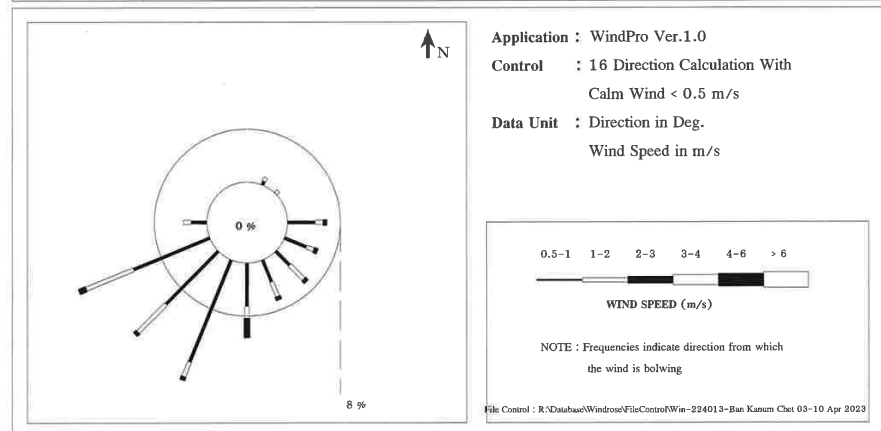 N
0 %
8 %
Application : WindPro Ver.1.0
Control : 16 Direction Calculation With
Calm Wind < 0.5 m/s
Data Unit : Direction in Deg.
Wind Speed in m/s
0.5-1 1-2 2-3 3-4 4-6 > 6
WIND SPEED (m/s)
NOTE : Frequencies indicate direction from which
the wind is bolwing
File Control : R:\Database\Windrose\FileControl\Win-224013-Ban Kanum Chet 03-10 Apr 2023